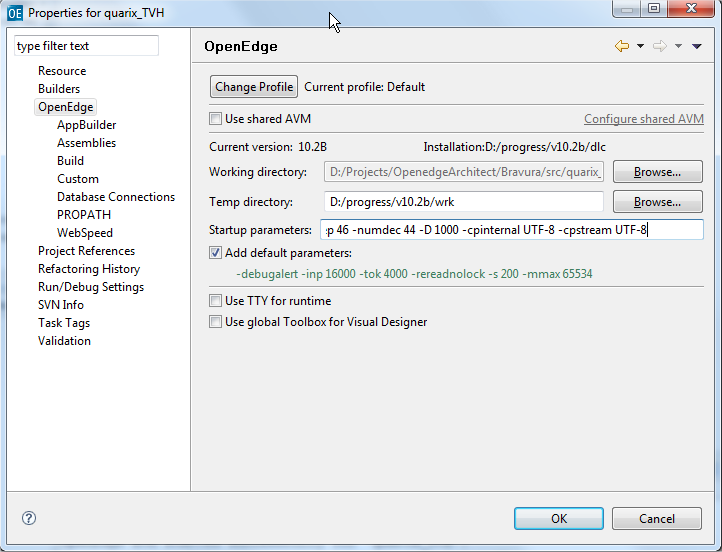 OE Properties for quarix_TVH
type filter text
Resource
Builders
OpenEdge
AppBuilder
Assemblies
Build
Custom
Database Connections
PROPATH
WebSpeed
Project References
Refactoring History
Run/Debug Settings
SVN Info
Task Tags
Validation
OpenEdge
Change Profile Current profile: Default
Use shared AVM Configure shared AVM
Current version: 10.2B Installation:D:/progress/v10.2b/dlc
Working directory: D:/Projects/OpenedgeArchitect/Bravura/src/quarix_ Browse...
Temp directory: D:/progress/v10.2b/wrk Browse...
Startup parameters: ep 46 -numdec 44 -D 1000 -cpinternal UTF-8 -cpstream UTF-8
Add default parameters:
-debugalert -inp 16000 -tok 4000 -rereadnolock -s 200 -mmax 65534
Use TTY for runtime
Use global Toolbox for Visual Designer
? OK Cancel